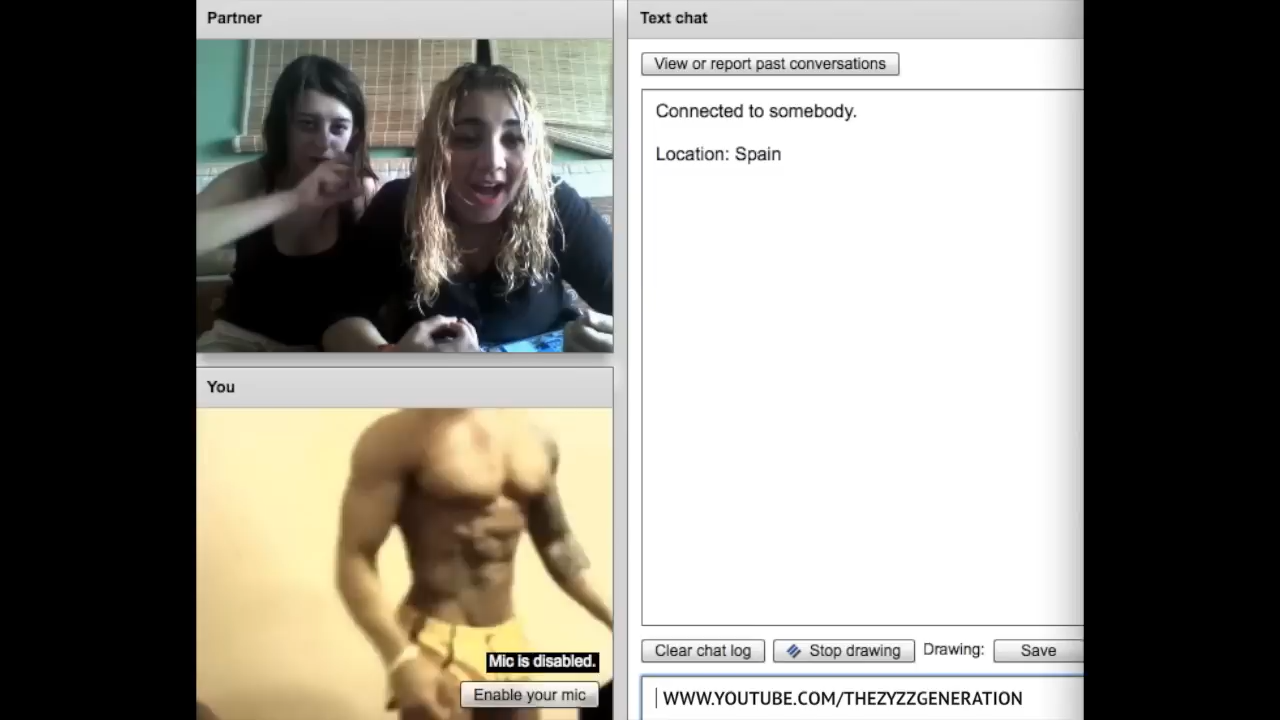 Partner
Text chat
View or report past conversations
Connected to somebody.
Location: Spain
You
Mic is disabled.
Enable your mic
Clear chat log
Stop drawing
Drawing:
Save
WWW.YOUTUBE.COM/THEZYZZGENERATION